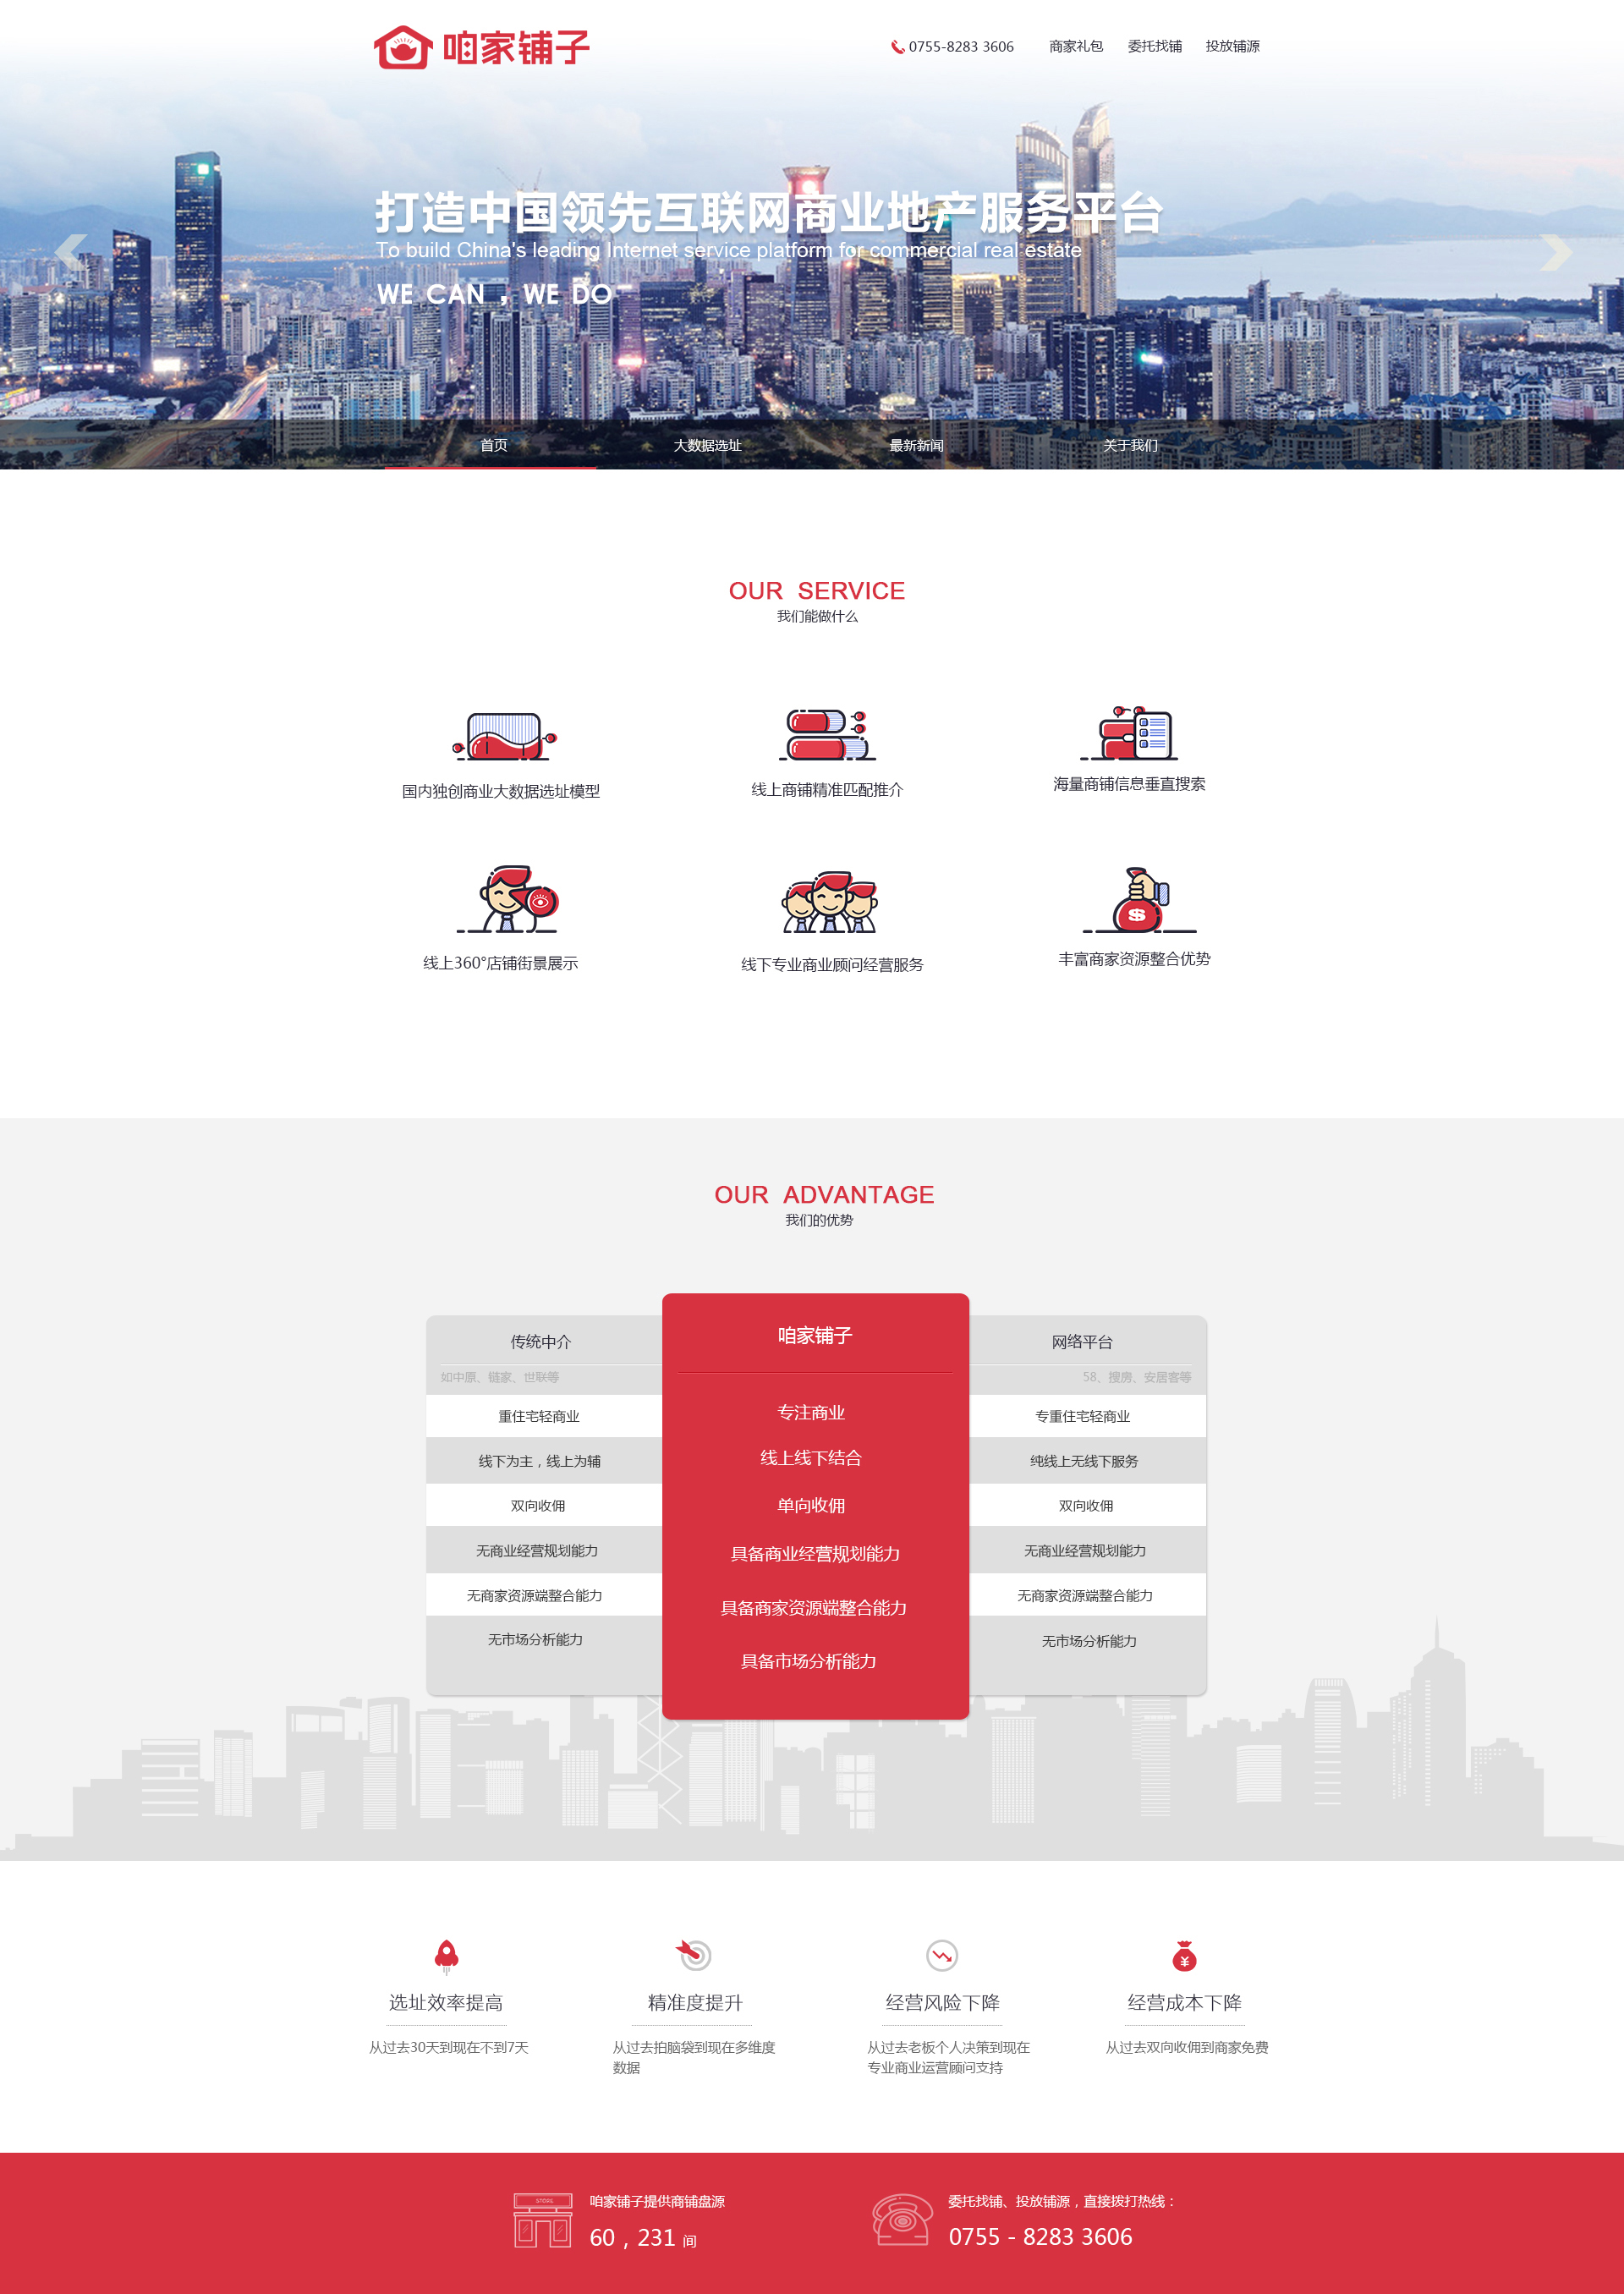 咱家铺子
0755-8283 3606 商家礼包 委托找铺 投放铺源
打造中国领先互联网商业地产服务平台
To build China's leading Internet service platform for commercial real estate
WE CAN，WE DO
首页 大数据选址 最新新闻 关于我们
OUR SERVICE
我们能做什么
国内独创商业大数据选址模型 线上商铺精准匹配推介 海量商铺信息垂直搜索
线上360°店铺街景展示 线下专业商业顾问经营服务 丰富商家资源整合优势
OUR ADVANTAGE
我们的优势
传统中介 咱家铺子 网络平台
如中原、链家、世联等 58、搜房、安居客等
重住宅轻商业 专注商业 专重住宅轻商业
线下为主，线上为辅 线上线下结合 纯线上无线下服务
双向收佣 单向收佣 双向收佣
无商业经营规划能力 具备商业经营规划能力 无商业经营规划能力
无商家资源端整合能力 具备商家资源端整合能力 无商家资源端整合能力
无市场分析能力 具备市场分析能力 无市场分析能力
选址效率提高 精准度提升 经营风险下降 经营成本下降
从过去30天到现在不到7天 从过去拍脑袋到现在多维度 从过去老板个人决策到现在 从过去双向收佣到商家免费
数据 专业商业运营顾问支持
STORE
咱家铺子提供商铺盘源 委托找铺、投放铺源，直接拨打热线：
60，231 间 0755 - 8283 3606